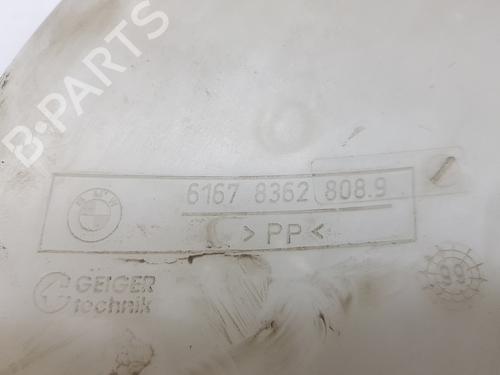 B-PARTS
BMW
6167 8362 808.9
> PP <
GEIGER
technik
99